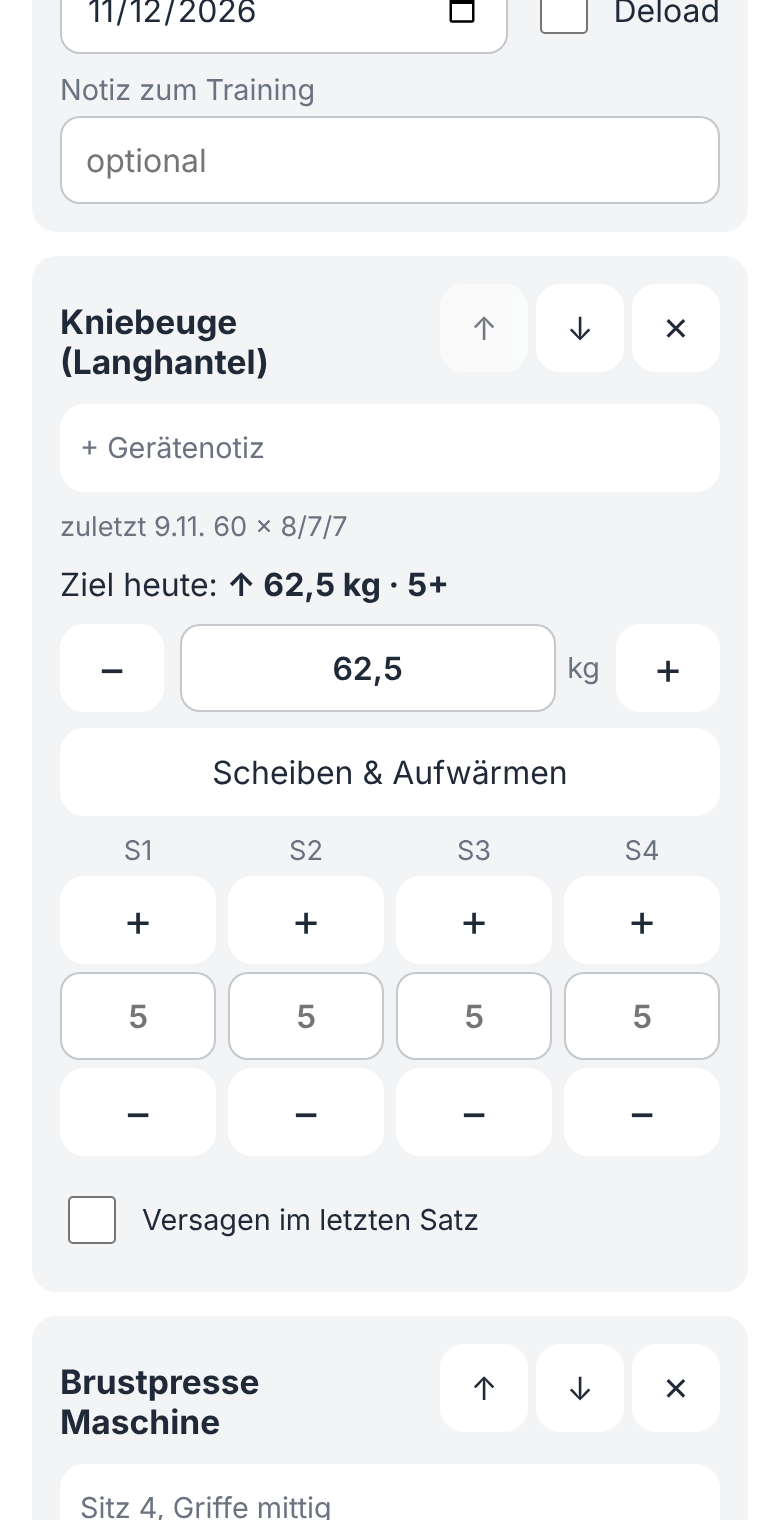 11/12/2026 Deload
Notiz zum Training
optional
Kniebeuge
(Langhantel)
↑ ↓ ×
+ Gerätenotiz
zuletzt 9.11. 60 × 8/7/7
Ziel heute: ↑ 62,5 kg · 5+
– 62,5 kg +
Scheiben & Aufwärmen
S1 S2 S3 S4
+ + + +
5 5 5 5
– – – –
Versagen im letzten Satz
Brustpresse
Maschine
↑ ↓ ×
Sitz 4, Griffe mittig